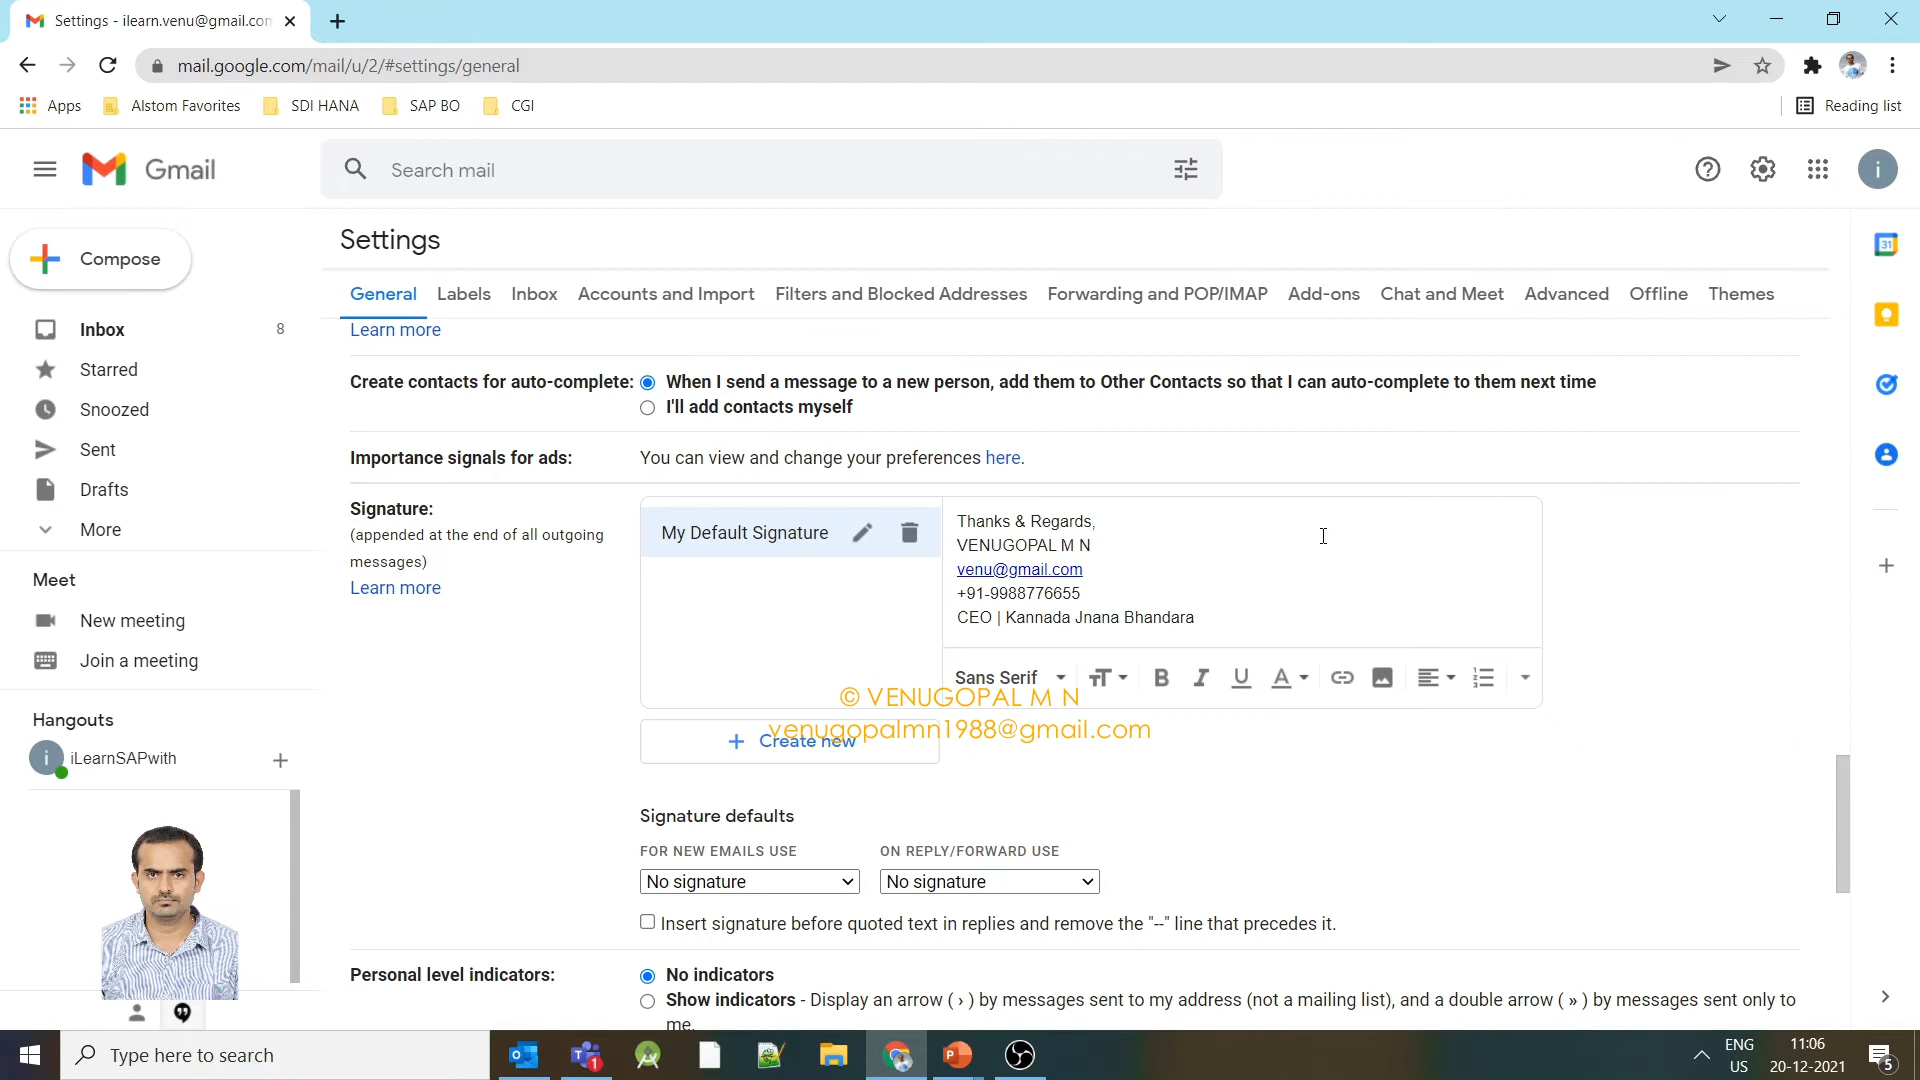 Settings - ilearn.venu@gmail.com
mail.google.com/mail/u/2/#settings/general
Apps
Alstom Favorites
SDI HANA
SAP BO
CGI
Reading list
Gmail
Search mail
i
Compose
Inbox 8
Starred
Snoozed
Sent
Drafts
More
Meet
New meeting
Join a meeting
Hangouts
i
iLearnSAPwith
Settings
General Labels Inbox Accounts and Import Filters and Blocked Addresses Forwarding and POP/IMAP Add-ons Chat and Meet Advanced Offline Themes
Learn more
Create contacts for auto-complete:
When I send a message to a new person, add them to Other Contacts so that I can auto-complete to them next time
I'll add contacts myself
Importance signals for ads:
You can view and change your preferences here.
Signature:
(appended at the end of all outgoing
messages)
Learn more
My Default Signature
Thanks & Regards,
VENUGOPAL M N
venu@gmail.com
+91-9988776655
CEO | Kannada Jnana Bhandara
Sans Serif
© VENUGOPAL M N
venugopalmn1988@gmail.com
Create new
Signature defaults
FOR NEW EMAILS USE
ON REPLY/FORWARD USE
No signature
No signature
Insert signature before quoted text in replies and remove the "--" line that precedes it.
Personal level indicators:
No indicators
Show indicators - Display an arrow ( › ) by messages sent to my address (not a mailing list), and a double arrow ( » ) by messages sent only to
me.
31
Type here to search
1
ENG
US
11:06
20-12-2021
5